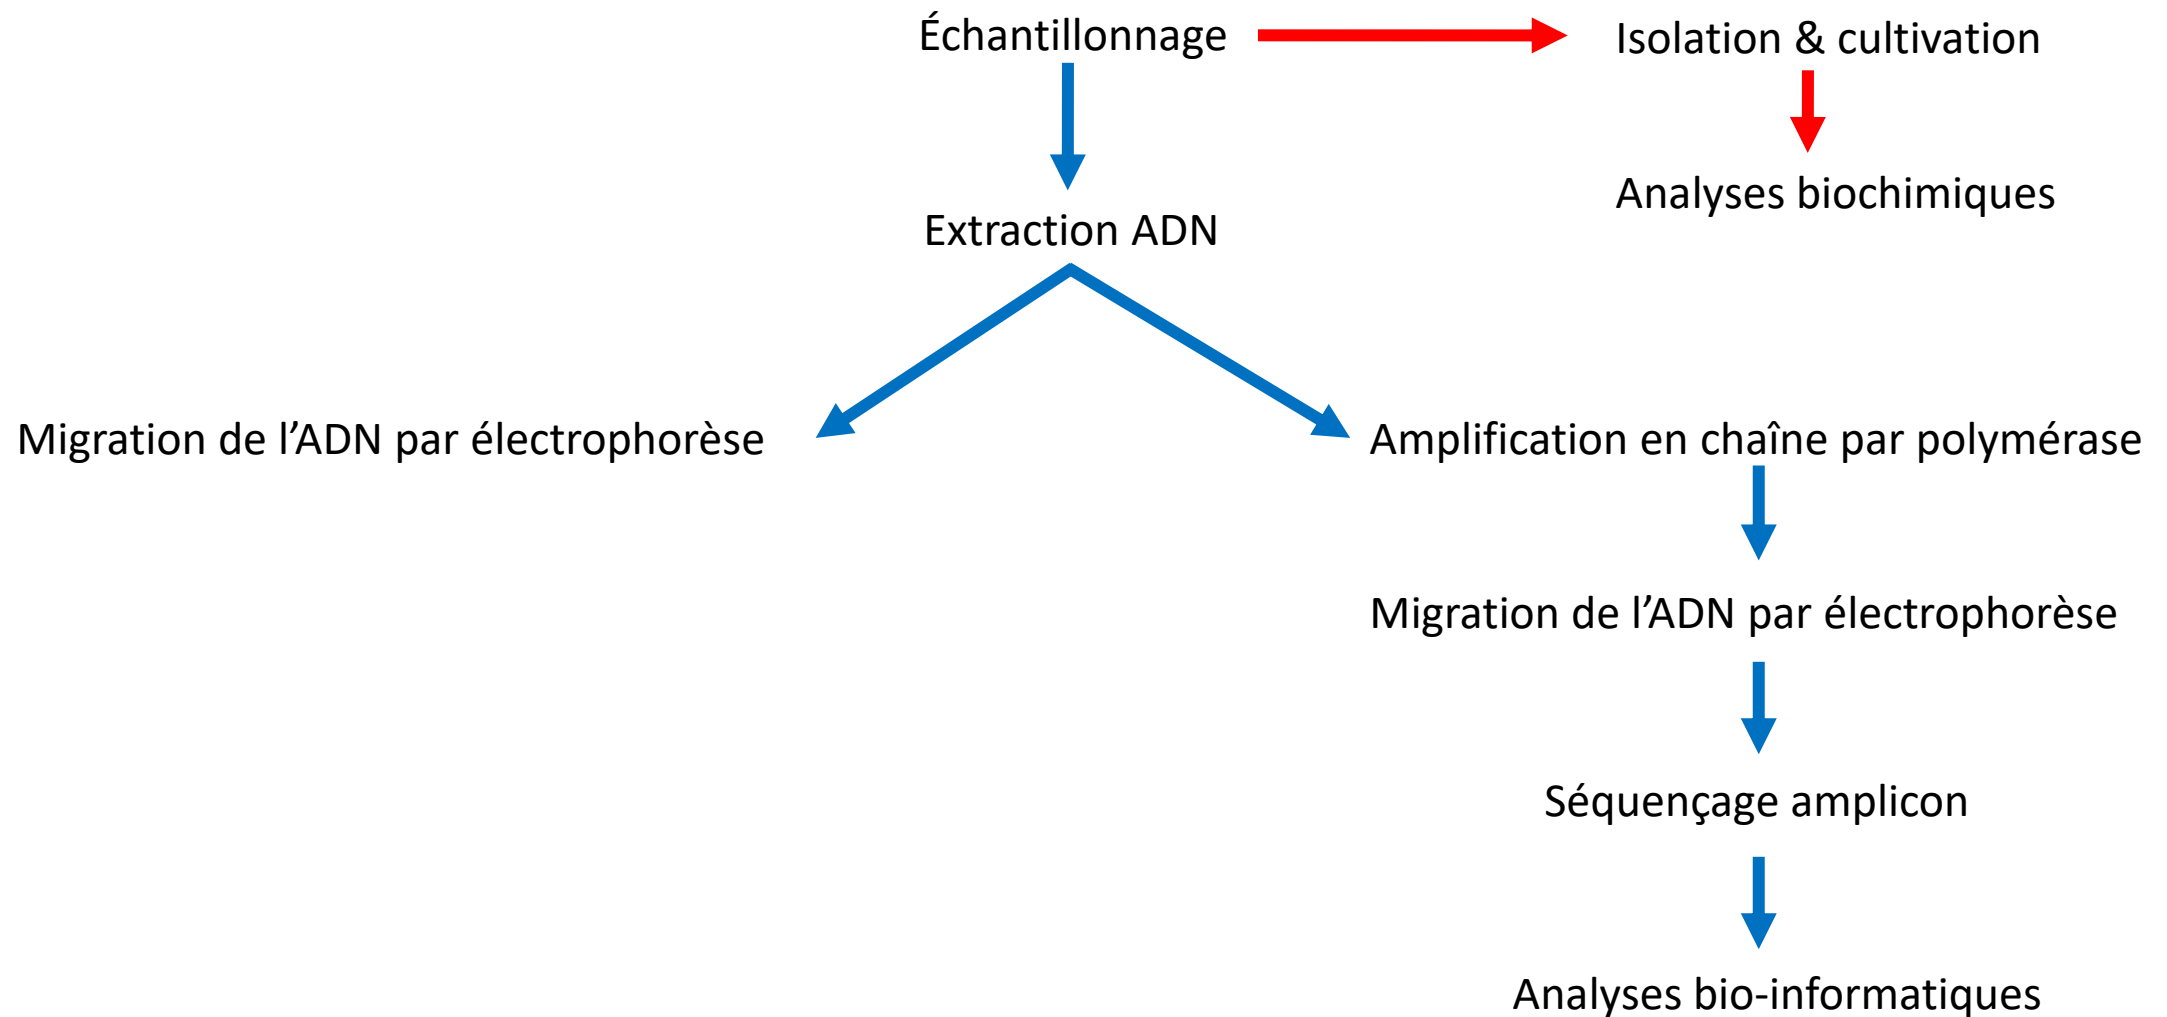 Échantillonnage
Isolation & cultivation
Analyses biochimiques
Extraction ADN
Migration de l’ADN par électrophorèse
Amplification en chaîne par polymérase
Migration de l’ADN par électrophorèse
Séquençage amplicon
Analyses bio-informatiques